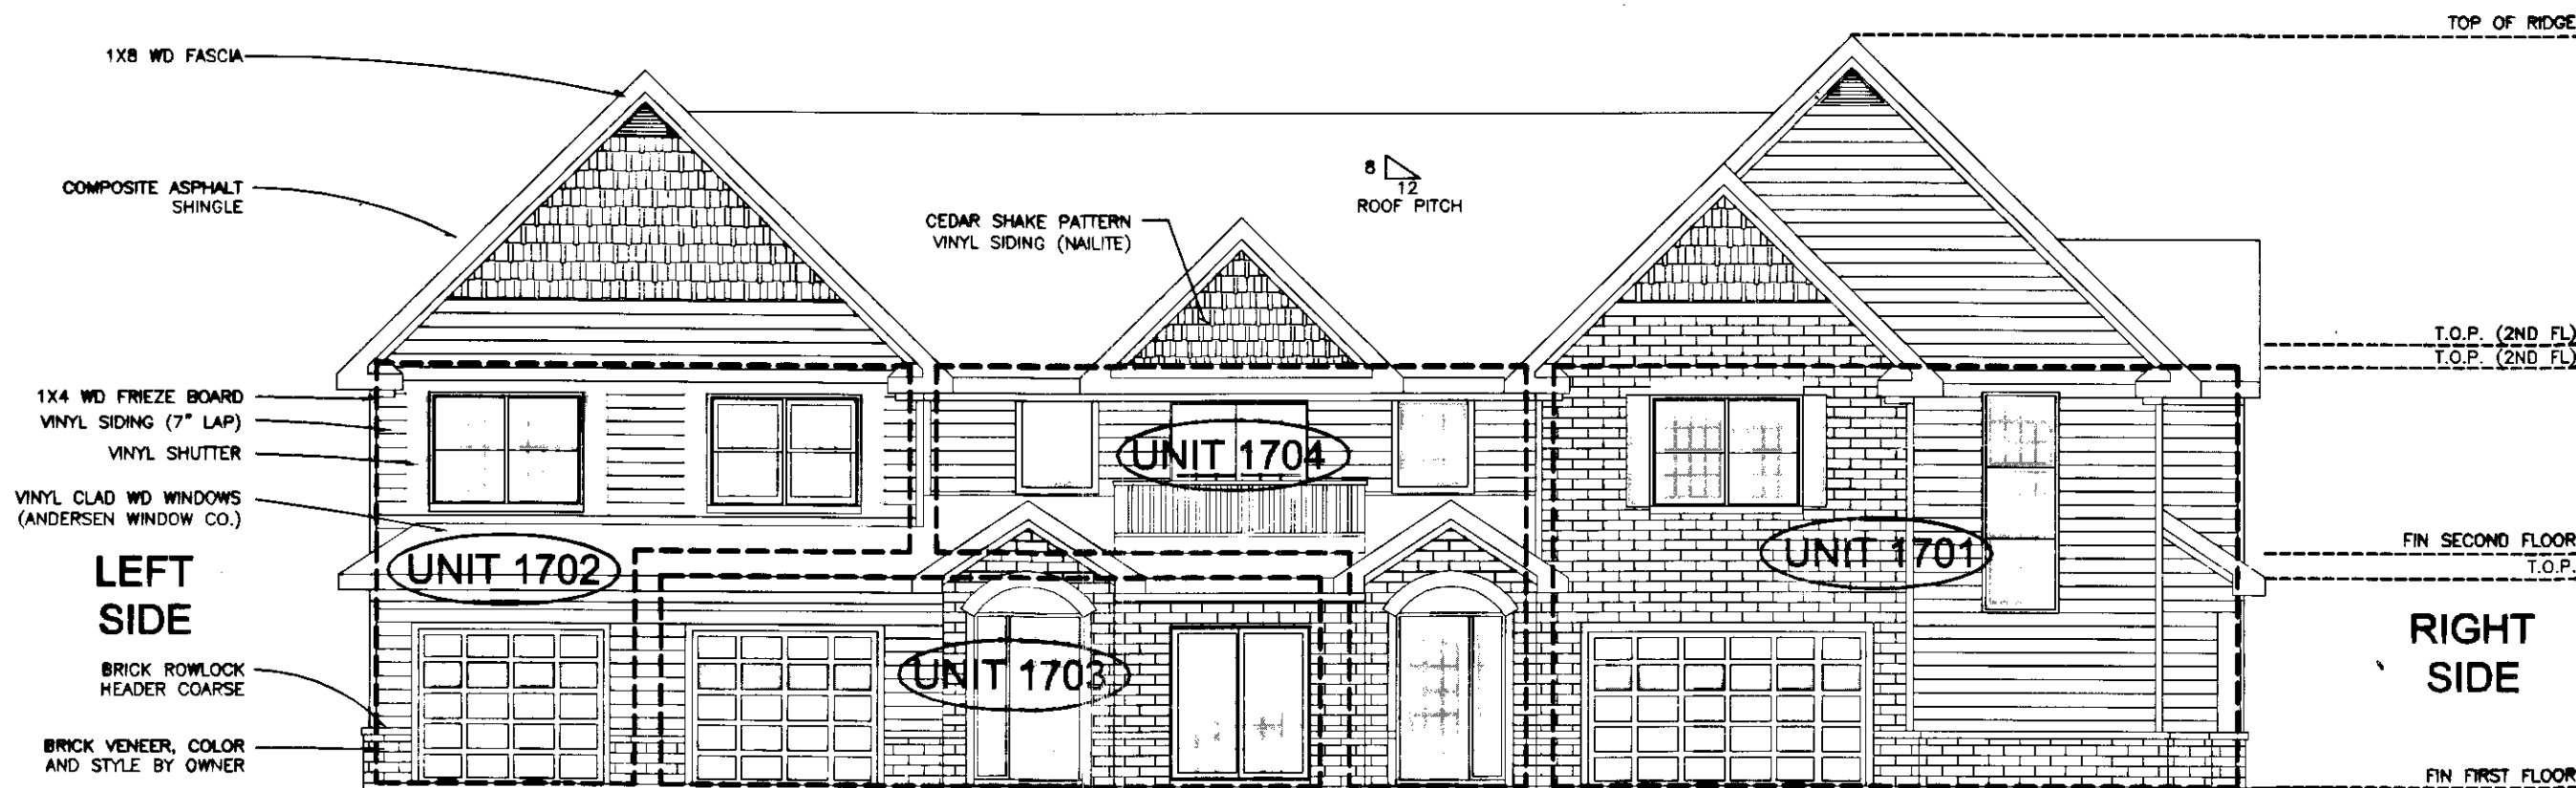 TOP OF RIDGE
1X8 WD FASCIA
COMPOSITE ASPHALT
SHINGLE
8
12
ROOF PITCH
CEDAR SHAKE PATTERN
VINYL SIDING (NAILITE)
T.O.P. (2ND FL)
T.O.P. (2ND FL)
1X4 WD FRIEZE BOARD
VINYL SIDING (7" LAP)
VINYL SHUTTER
VINYL CLAD WD WINDOWS
(ANDERSEN WINDOW CO.)
UNIT 1704
UNIT 1702
UNIT 1701
FIN SECOND FLOOR
T.O.P.
LEFT
SIDE
RIGHT
SIDE
UNIT 1703
BRICK ROWLOCK
HEADER COARSE
BRICK VENEER, COLOR
AND STYLE BY OWNER
FIN FIRST FLOOR